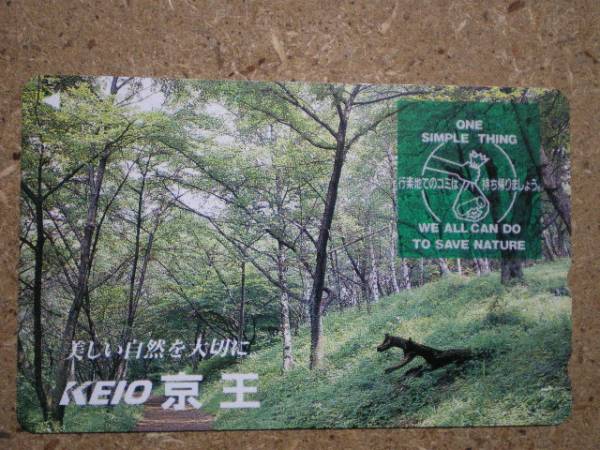 ONE
SIMPLE THING
行楽地でのゴミは 持ち帰りましょう。
WE ALL CAN DO
TO SAVE NATURE
美しい自然を大切に
KEIO 京王